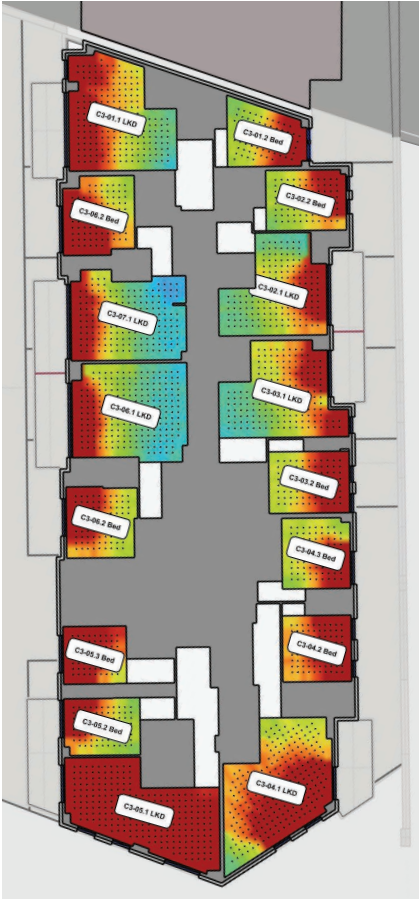 C3-01.1 LKD
C3-01.2 Bed
C3-02.2 Bed
C3-06.2 Bed
C3-02.1 LKD
C3-07.1 LKD
C3-03.1 LKD
C3-06.1 LKD
C3-03.2 Bed
C3-06.2 Bed
C3-04.3 Bed
C3-04.2 Bed
C3-05.3 Bed
C3-05.2 Bed
C3-04.1 LKD
C3-05.1 LKD